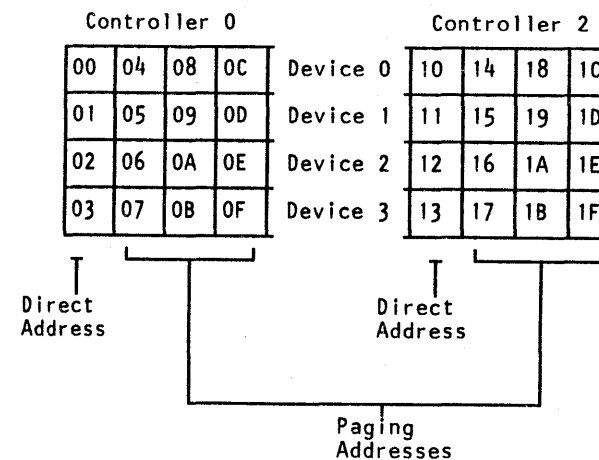 Controller 0 Controller 2
00 04 08 0C Device 0 10 14 18 1C
01 05 09 0D Device 1 11 15 19 1D
02 06 0A 0E Device 2 12 16 1A 1E
03 07 0B 0F Device 3 13 17 1B 1F
Direct Address
Direct Address
Paging
Addresses